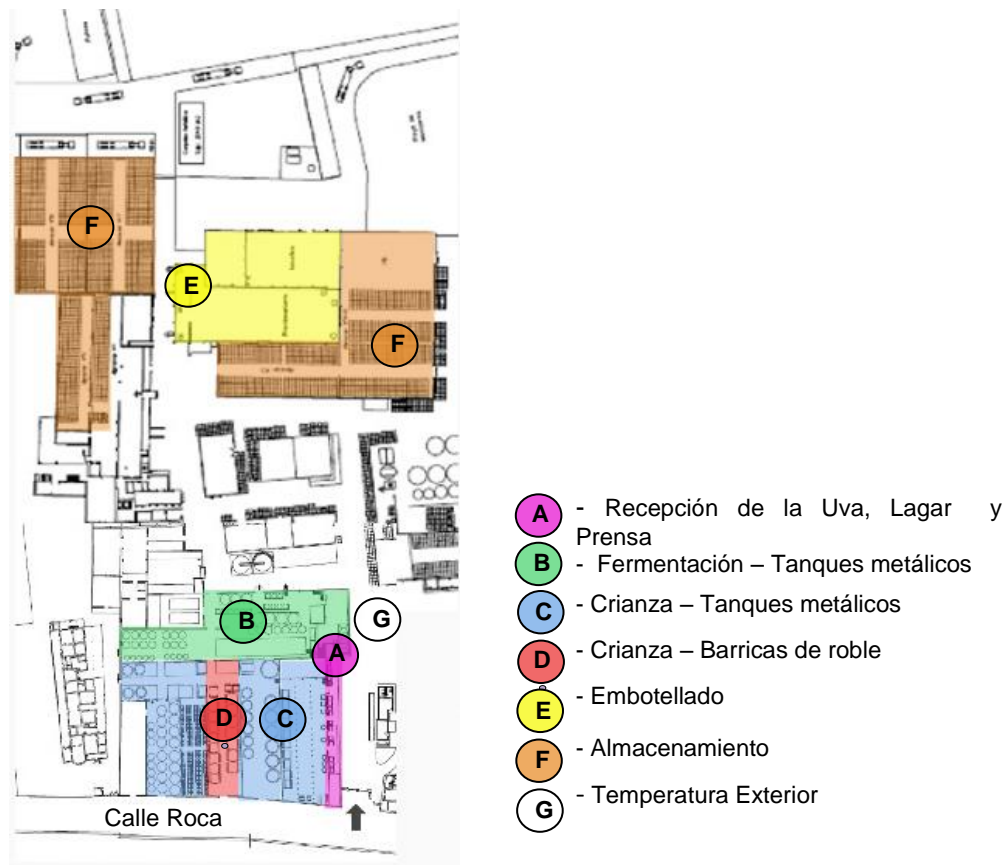 F
E
F
B
G
A
D
C
Calle Roca
A - Recepción de la Uva, Lagar y
Prensa
B - Fermentación – Tanques metálicos
C - Crianza – Tanques metálicos
D - Crianza – Barricas de roble
E - Embotellado
F - Almacenamiento
G - Temperatura Exterior